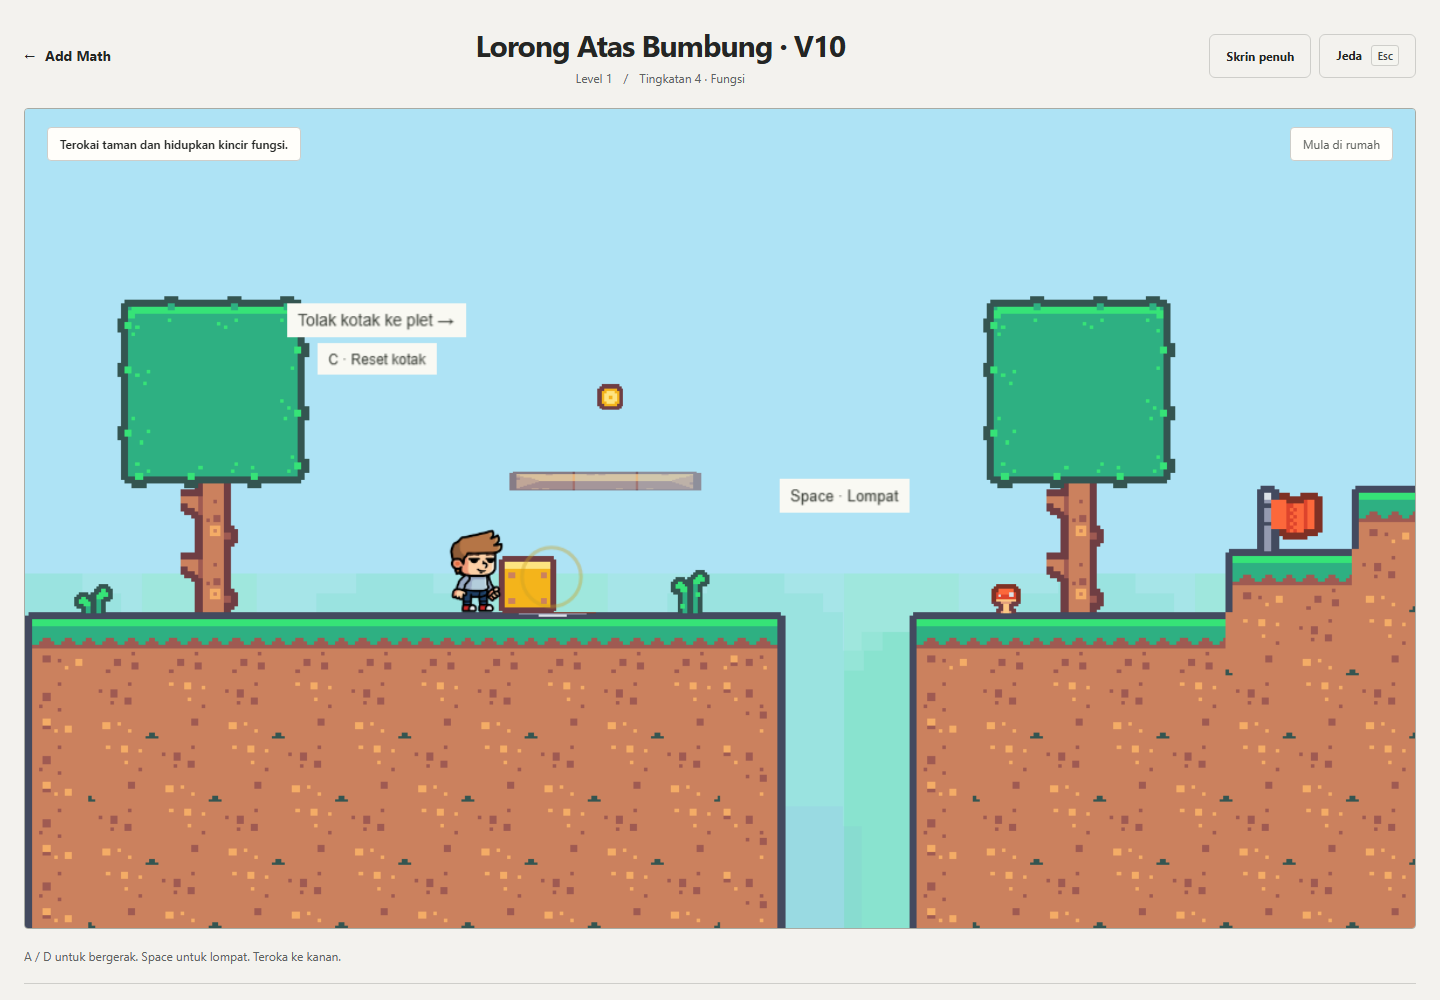 ← Add Math
Lorong Atas Bumbung · V10
Level 1 / Tingkatan 4 · Fungsi
Skrin penuh
Jeda Esc
Terokai taman dan hidupkan kincir fungsi.
Mula di rumah
Tolak kotak ke plet →
C · Reset kotak
Space · Lompat
A / D untuk bergerak. Space untuk lompat. Teroka ke kanan.